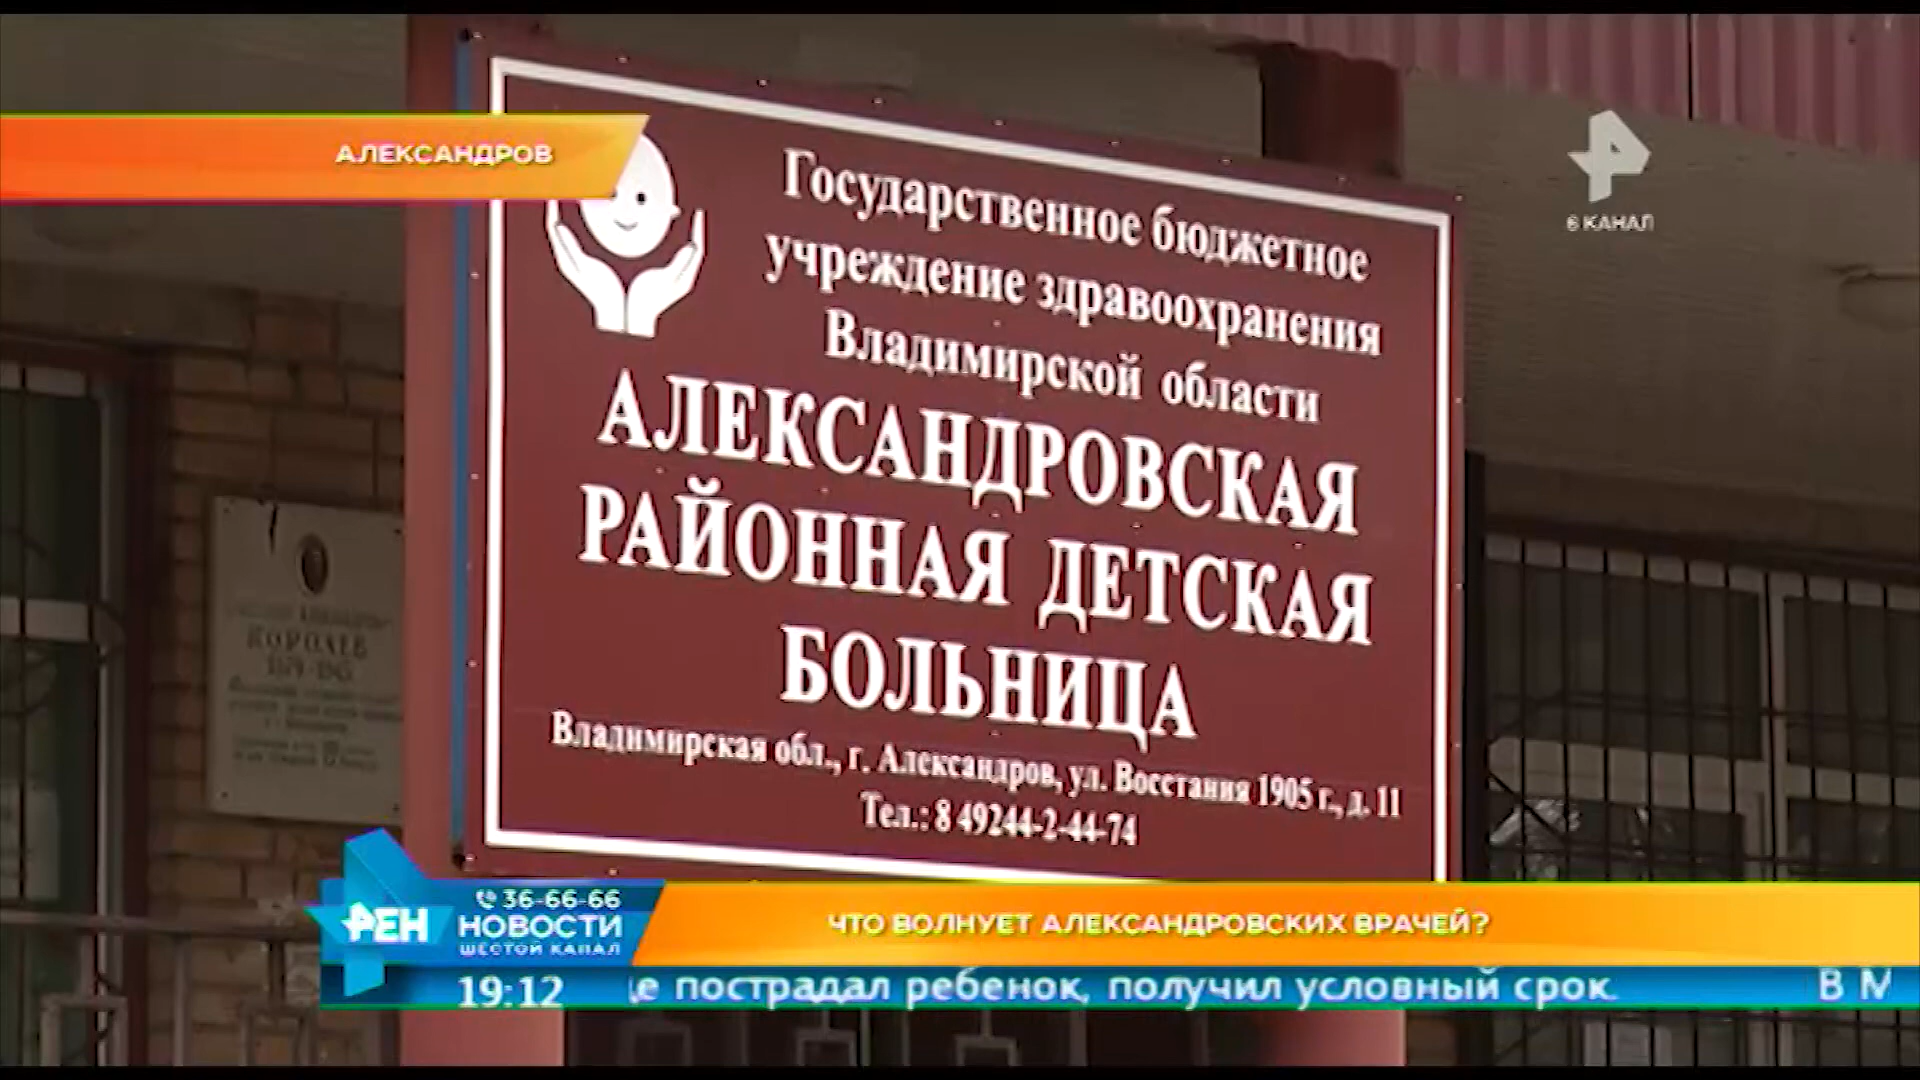 АЛЕКСАНДРОВ
6 КАНАЛ
Государственное бюджетное
учреждение здравоохранения
Владимирской области
АЛЕКСАНДРОВСКАЯ
РАЙОННАЯ ДЕТСКАЯ
БОЛЬНИЦА
Владимирская обл., г. Александров, ул. Восстания 1905 г., д. 11
Тел.: 8 49244-2-44-74
КОРОЛЕВ
36-66-66
РЕН
НОВОСТИ
ШЕСТОЙ КАНАЛ
ЧТО ВОЛНУЕТ АЛЕКСАНДРОВСКИХ ВРАЧЕЙ?
19:12
пострадал ребенок, получил условный срок.
В М